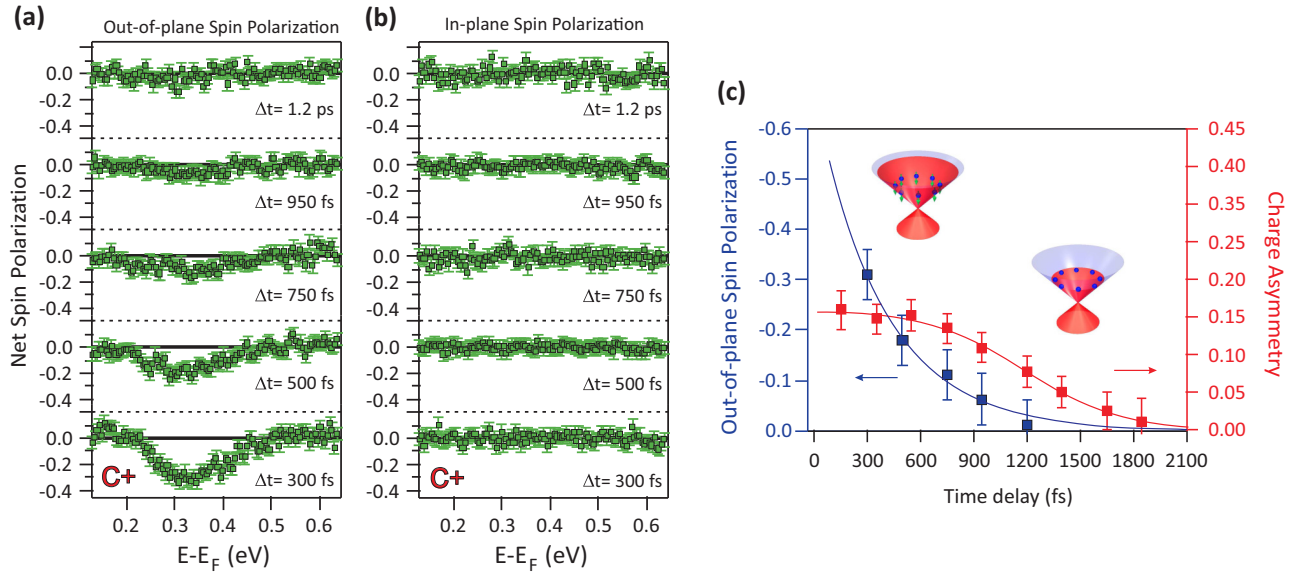 (a)
Out-of-plane Spin Polarization
Net Spin Polarization
0.0
-0.2
-0.4
Δt= 1.2 ps
0.0
-0.2
-0.4
Δt= 950 fs
0.0
-0.2
-0.4
Δt= 750 fs
0.0
-0.2
-0.4
Δt= 500 fs
0.0
-0.2
-0.4
C+
Δt= 300 fs
0.2 0.3 0.4 0.5 0.6
E-EF (eV)
(b)
In-plane Spin Polarization
0.0
-0.2
-0.4
Δt= 1.2 ps
0.0
-0.2
-0.4
Δt= 950 fs
0.0
-0.2
-0.4
Δt= 750 fs
0.0
-0.2
-0.4
Δt= 500 fs
0.0
-0.2
-0.4
C+
Δt= 300 fs
0.2 0.3 0.4 0.5 0.6
E-EF (eV)
(c)
Out-of-plane Spin Polarization
-0.6
-0.5
-0.4
-0.3
-0.2
-0.1
0.0
0.45
0.40
0.35
0.30
0.25
0.20
0.15
0.10
0.05
0.00
Charge Asymmetry
0 300 600 900 1200 1500 1800 2100
Time delay (fs)